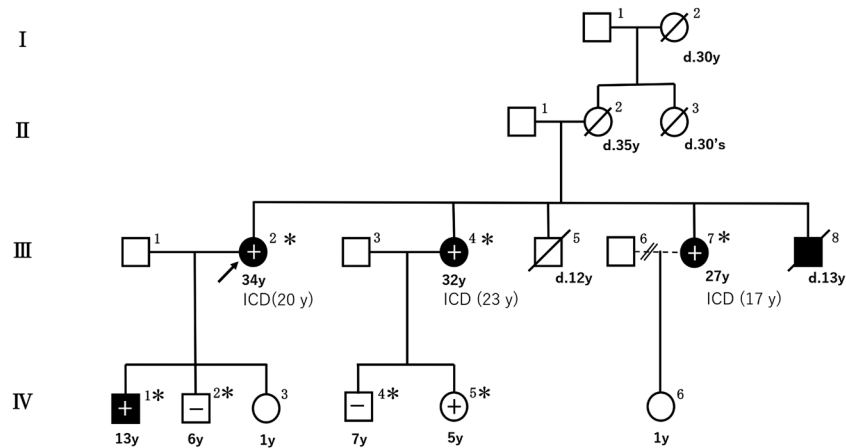 I
1
2
d.30y
II
1
2
3
d.35y
d.30's
III
1
2 *
3
4 *
5
6
7 *
8
+
+
+
34y
32y
d.12y
27y
d.13y
ICD(20 y)
ICD (23 y)
ICD (17 y)
IV
1*
2*
3
4*
5*
6
+
−
−
+
13y
6y
1y
7y
5y
1y